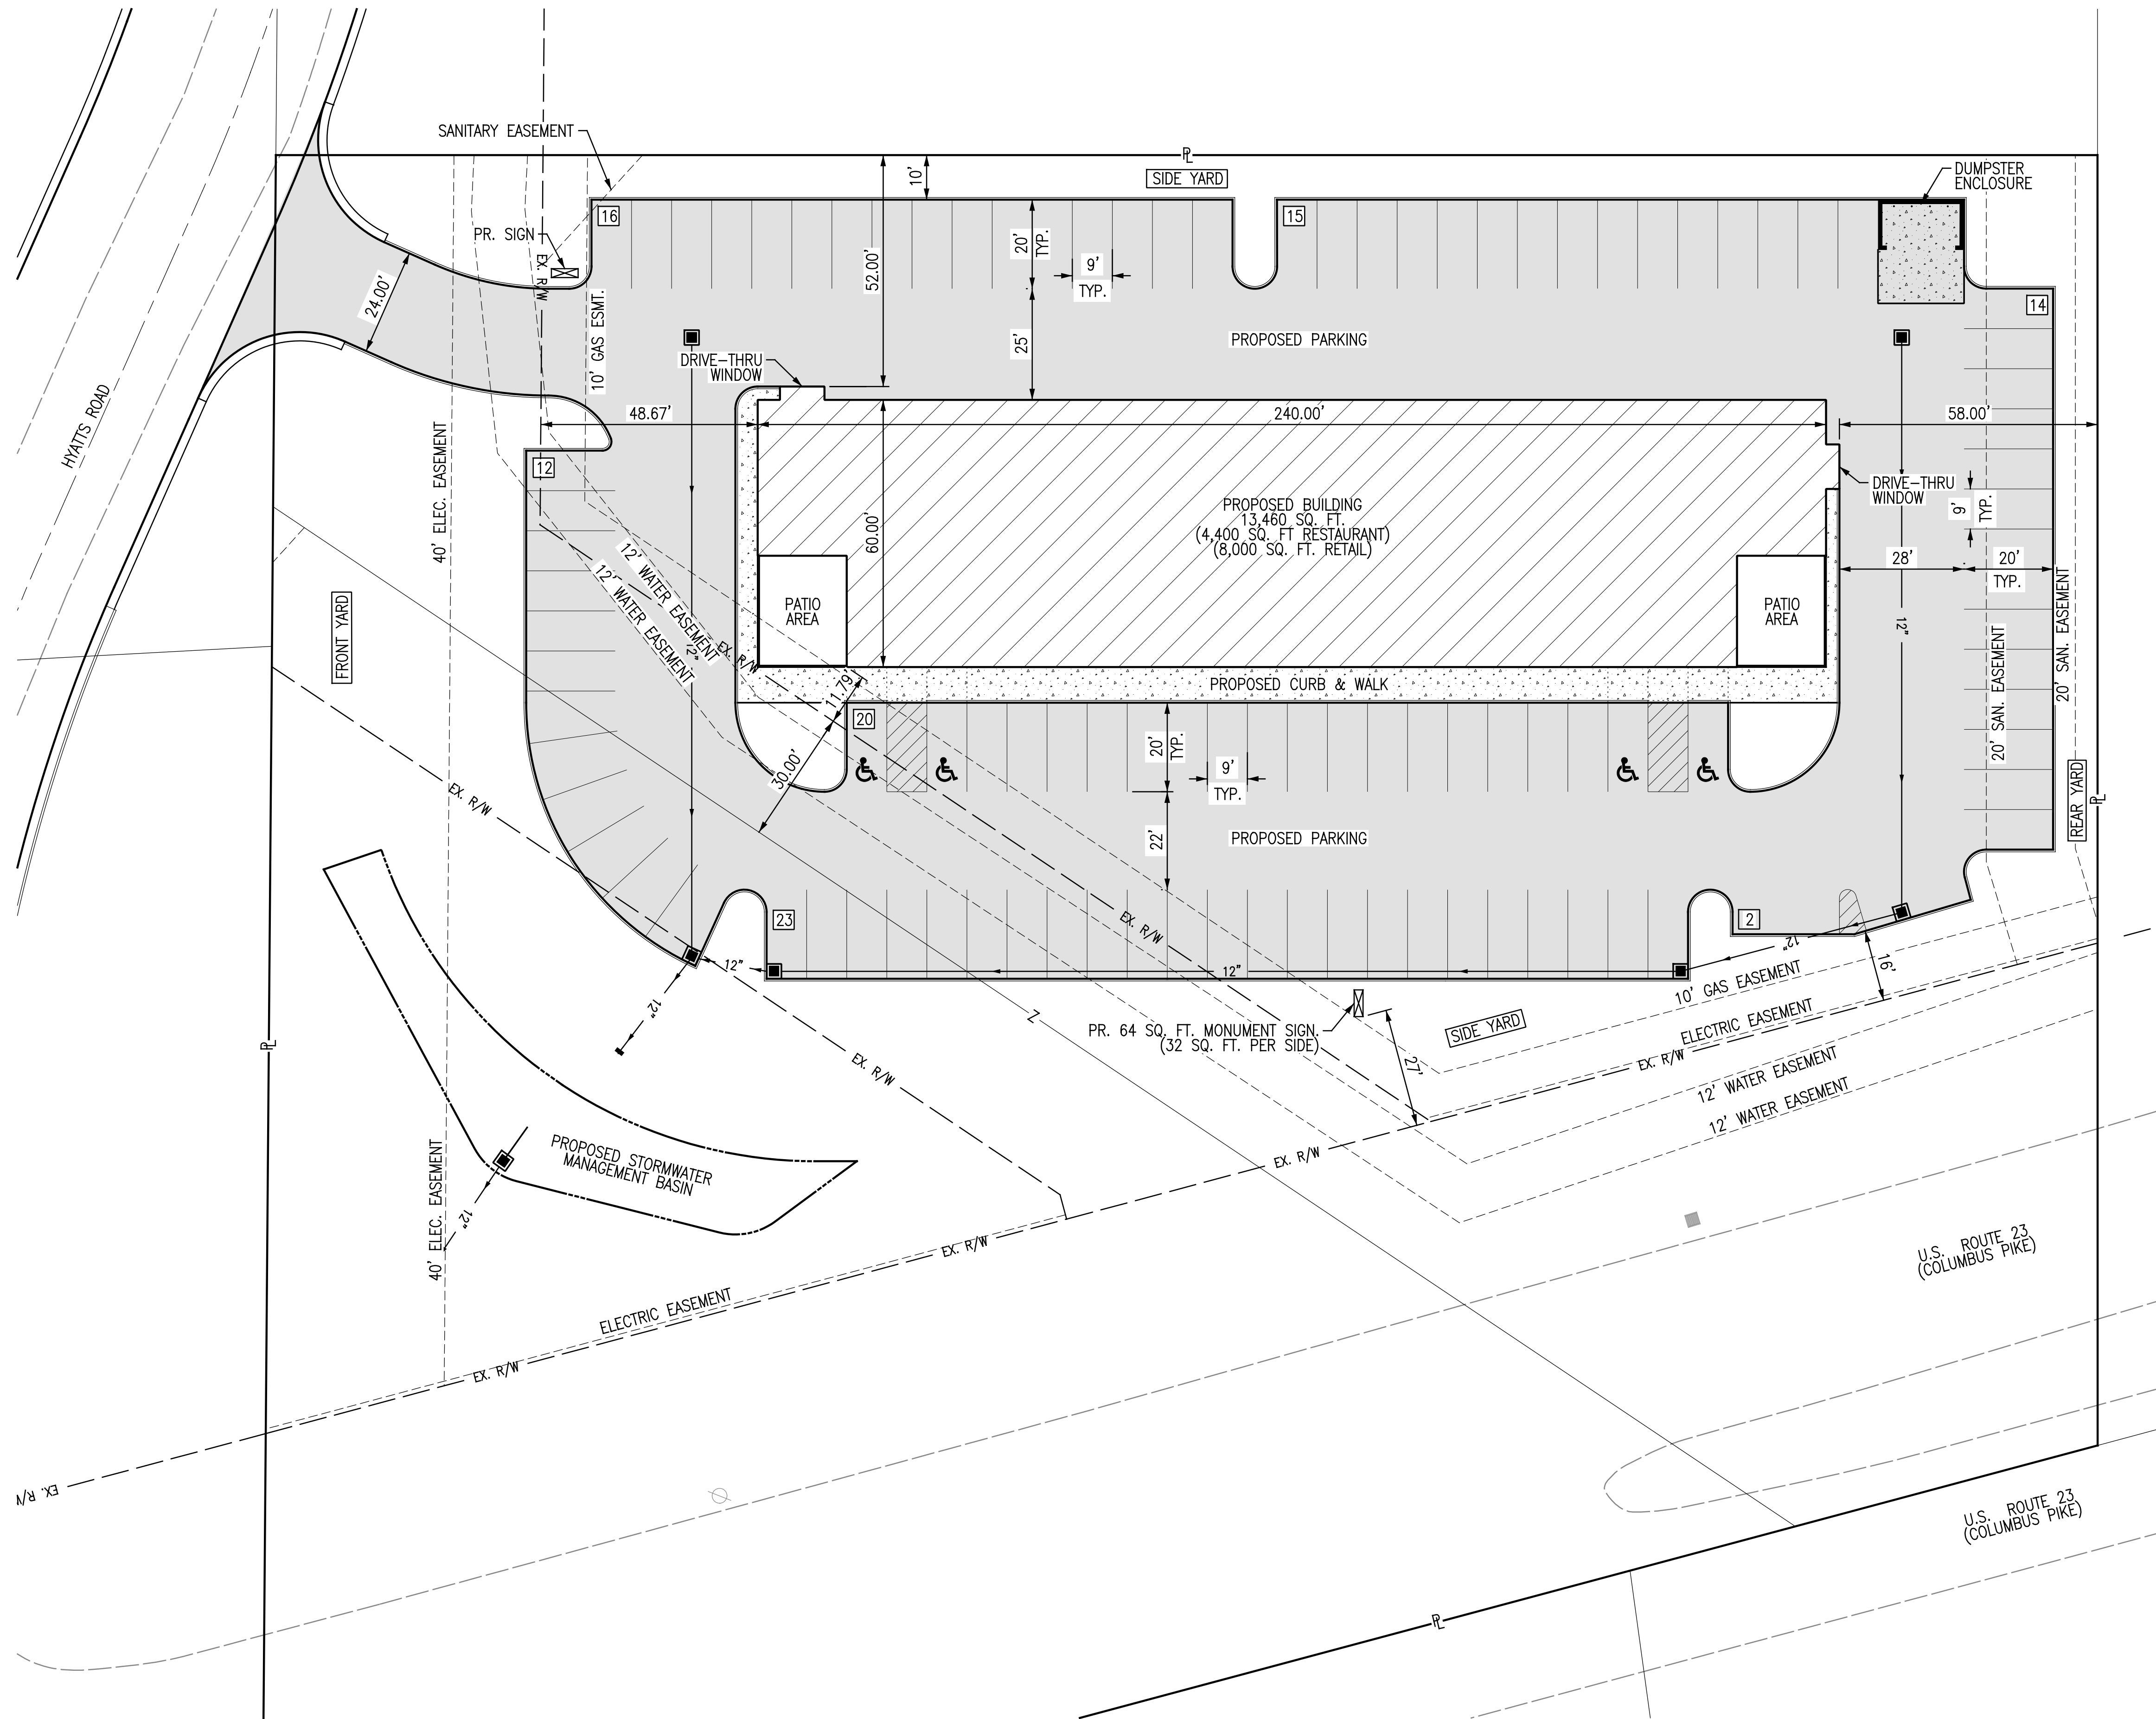 SANITARY EASEMENT
PR. SIGN
EX. R/W
10' GAS ESMT.
24.00'
HYATTS ROAD
40' ELEC. EASEMENT
FRONT YARD
16
52.00'
10'
P
L
SIDE YARD
15
DUMPSTER
ENCLOSURE
20'
TYP.
9'
TYP.
25'
PROPOSED PARKING
14
DRIVE-THRU
WINDOW
48.67'
240.00'
58.00'
12
60.00'
PROPOSED BUILDING
13,460 SQ. FT.
(4,400 SQ. FT RESTAURANT)
(8,000 SQ. FT. RETAIL)
DRIVE-THRU
WINDOW
9'
TYP.
28'
20'
TYP.
12' WATER EASEMENT
12' WATER EASEMENT
12"
EX. R/W
PATIO
AREA
PATIO
AREA
12"
20' SAN. EASEMENT
20' SAN. EASEMENT
PROPOSED CURB & WALK
11.79'
30.00'
20
20'
TYP.
9'
TYP.
22'
PROPOSED PARKING
REAR YARD
PL
EX. R/W
EX. R/W
23
2
12"
12"
12"
12"
16'
10' GAS EASEMENT
SIDE YARD
ELECTRIC EASEMENT
EX. R/W
12' WATER EASEMENT
12' WATER EASEMENT
PR. 64 SQ. FT. MONUMENT SIGN.
(32 SQ. FT. PER SIDE)
27'
Z
PL
EX. R/W
PROPOSED STORMWATER
MANAGEMENT BASIN
12"
40' ELEC. EASEMENT
EX. R/W
EX. R/W
ELECTRIC EASEMENT
EX. R/W
EX. R/W
U.S. ROUTE 23
(COLUMBUS PIKE)
U.S. ROUTE 23
(COLUMBUS PIKE)
PL